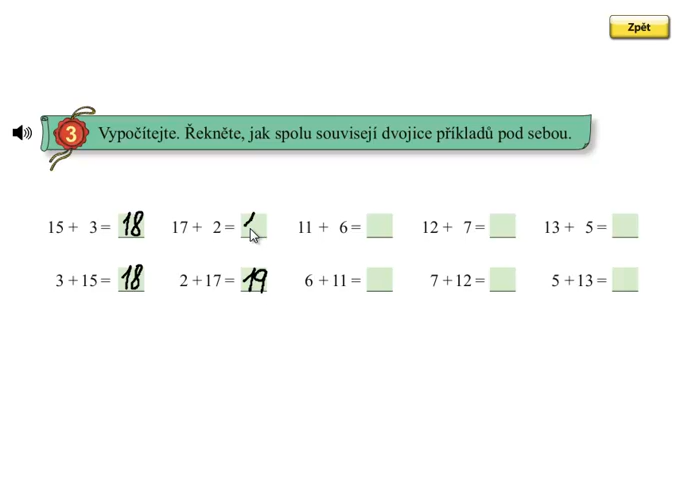 Zpět
3 Vypočítejte. Řekněte, jak spolu souvisejí dvojice příkladů pod sebou.
15 + 3 = 18 17 + 2 = 11 + 6 = 12 + 7 = 13 + 5 =
3 + 15 = 18 2 + 17 = 19 6 + 11 = 7 + 12 = 5 + 13 =